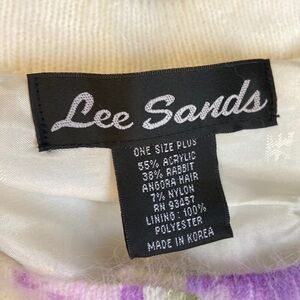 Lee Sands
ONE SIZE PLUS
55% ACRYLIC
38% RABBIT
ANGORA HAIR
7% NYLON
RN 93457
LINING: 100%
POLYESTER
MADE IN KOREA